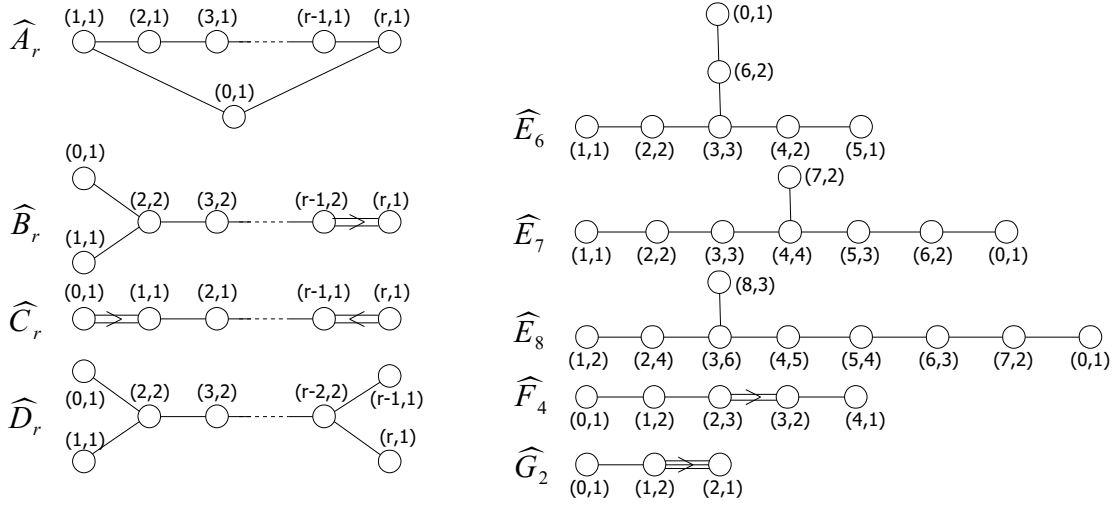 (1,1) (2,1) (3,1) (r-1,1) (r,1)
Â_r
(0,1)
(0,1)
(2,2) (3,2) (r-1,2) (r,1)
B̂_r
(1,1)
(0,1) (1,1) (2,1) (r-1,1) (r,1)
Ĉ_r
(0,1) (2,2) (3,2) (r-2,2) (r-1,1)
D̂_r
(1,1) (r,1)
(0,1)
(6,2)
Ê_6
(1,1) (2,2) (3,3) (4,2) (5,1)
(7,2)
Ê_7
(1,1) (2,2) (3,3) (4,4) (5,3) (6,2) (0,1)
(8,3)
Ê_8
(1,2) (2,4) (3,6) (4,5) (5,4) (6,3) (7,2) (0,1)
F̂_4
(0,1) (1,2) (2,3) (3,2) (4,1)
Ĝ_2
(0,1) (1,2) (2,1)